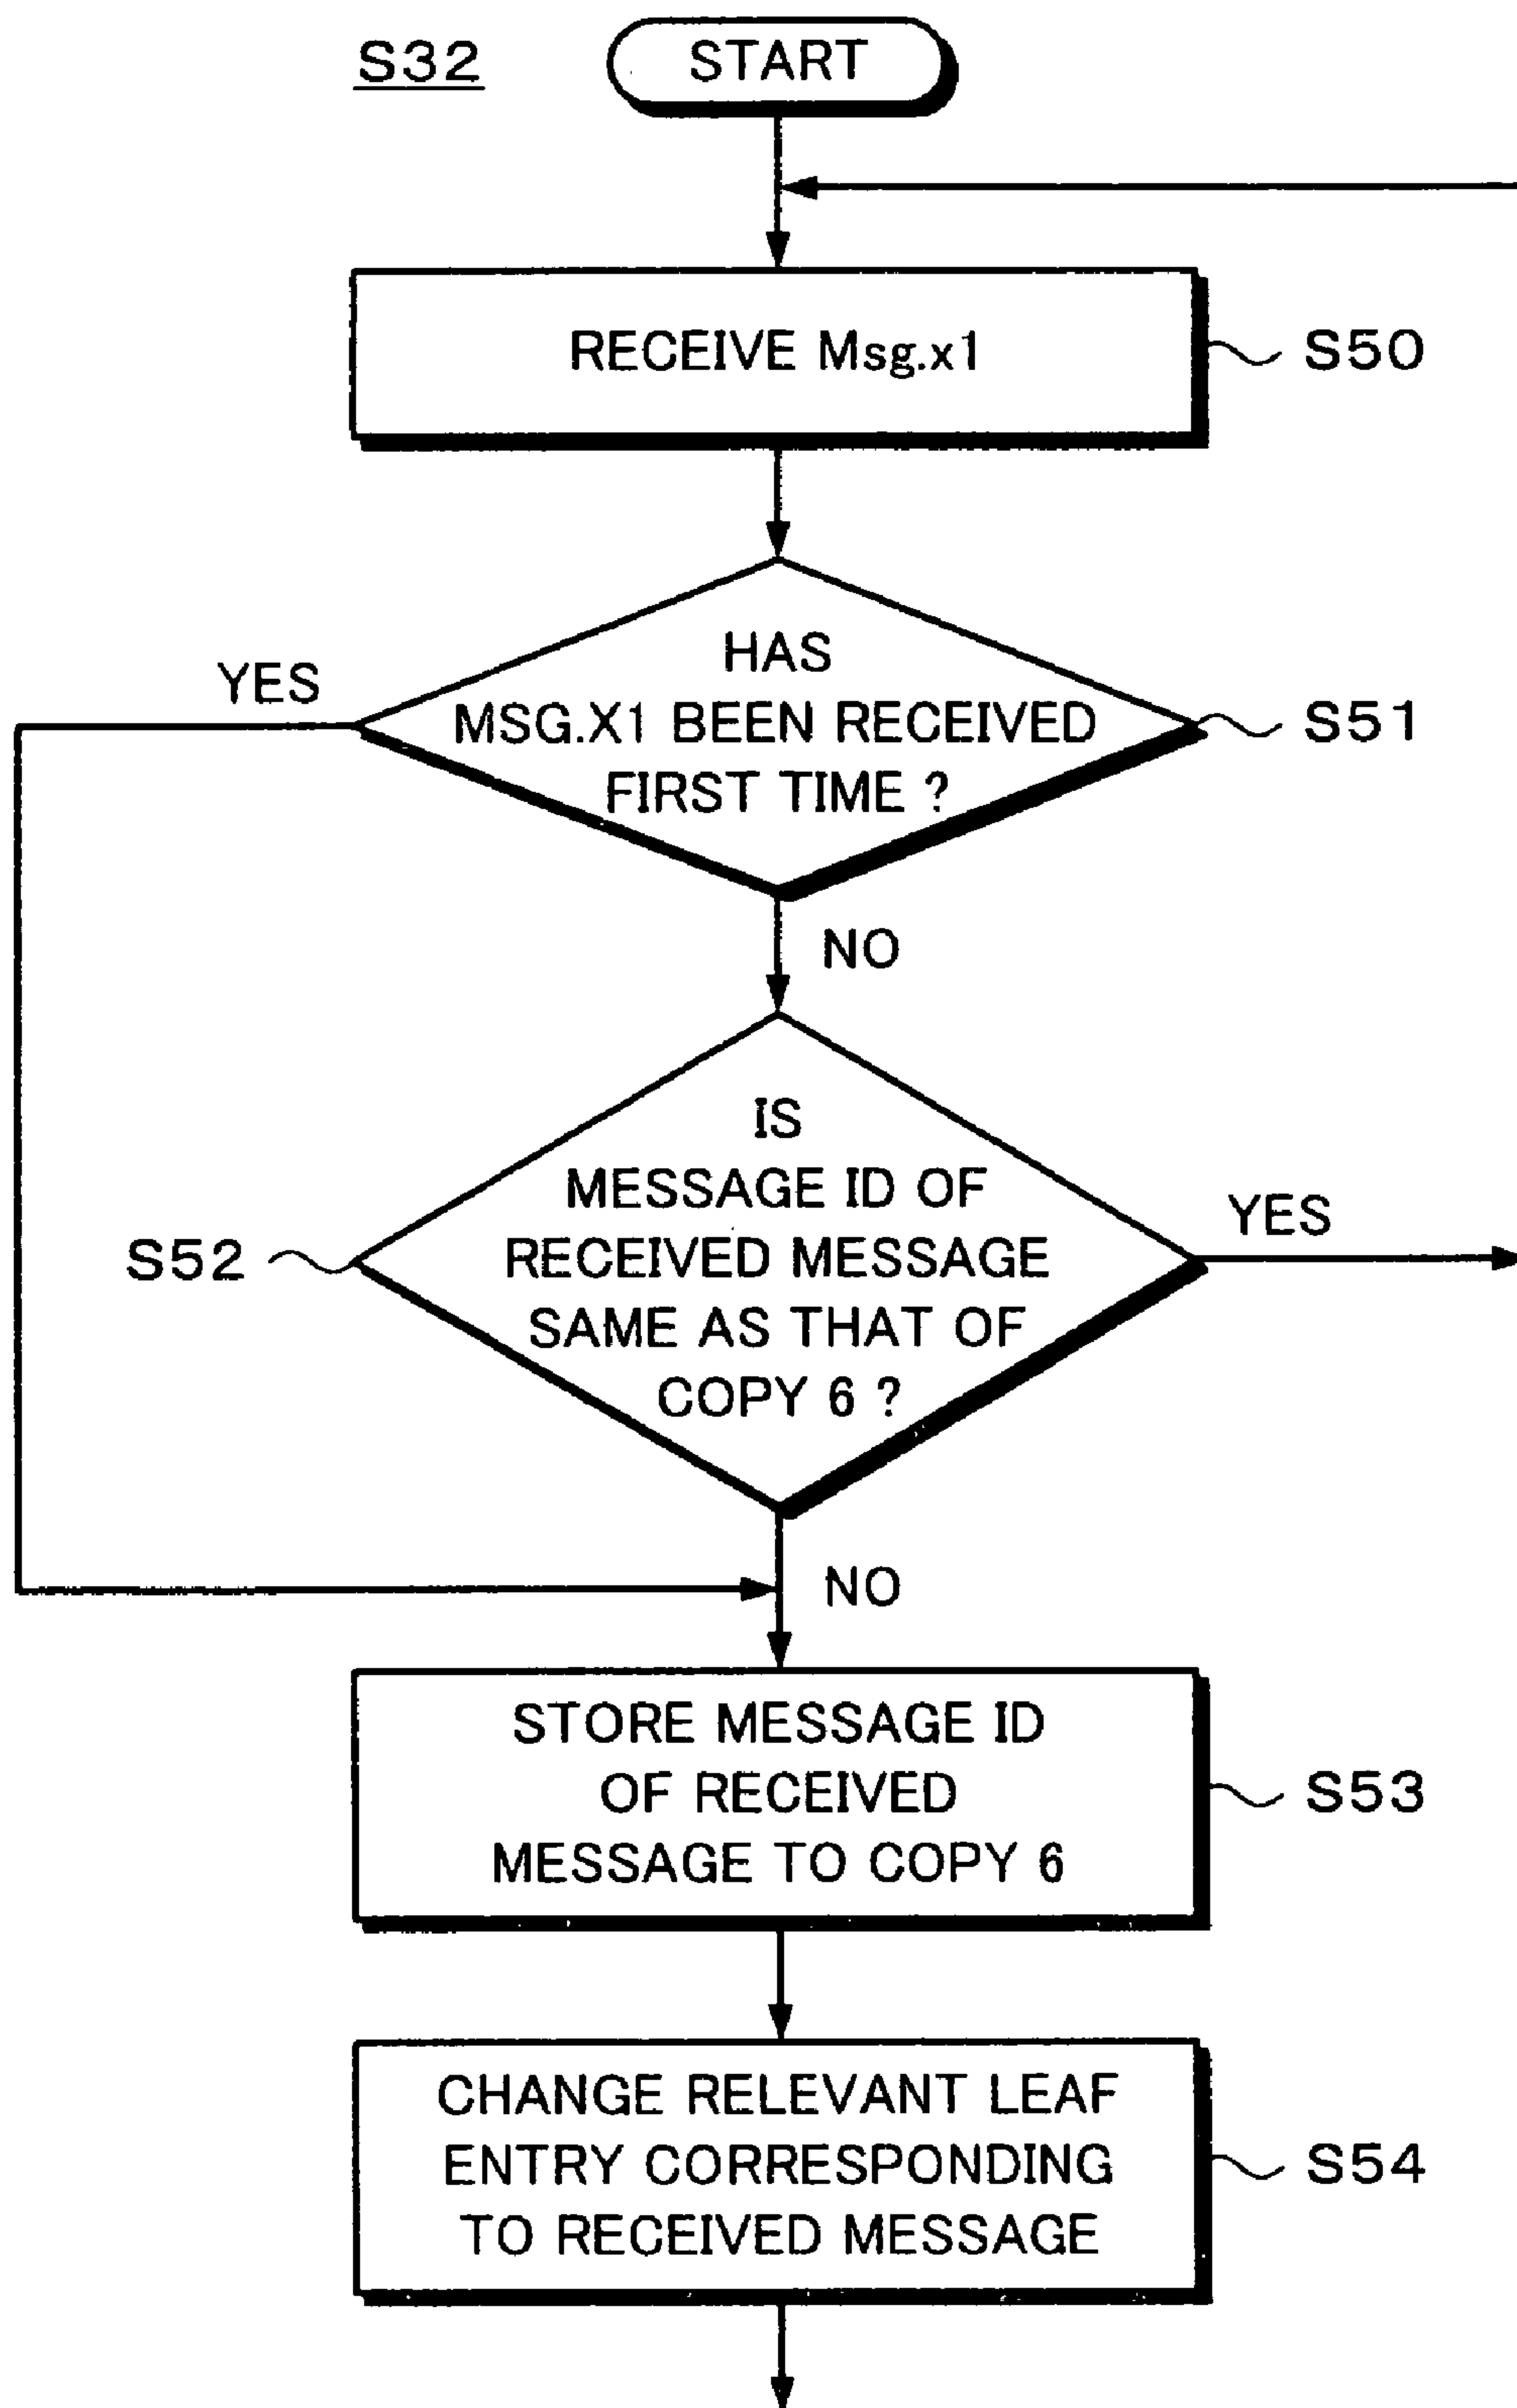 S32
START
RECEIVE Msg.x1
S50
HAS
MSG.X1 BEEN RECEIVED
FIRST TIME ?
YES
S51
NO
IS
MESSAGE ID OF
RECEIVED MESSAGE
SAME AS THAT OF
COPY 6 ?
S52
YES
NO
STORE MESSAGE ID
OF RECEIVED
MESSAGE TO COPY 6
S53
CHANGE RELEVANT LEAF
ENTRY CORRESPONDING
TO RECEIVED MESSAGE
S54